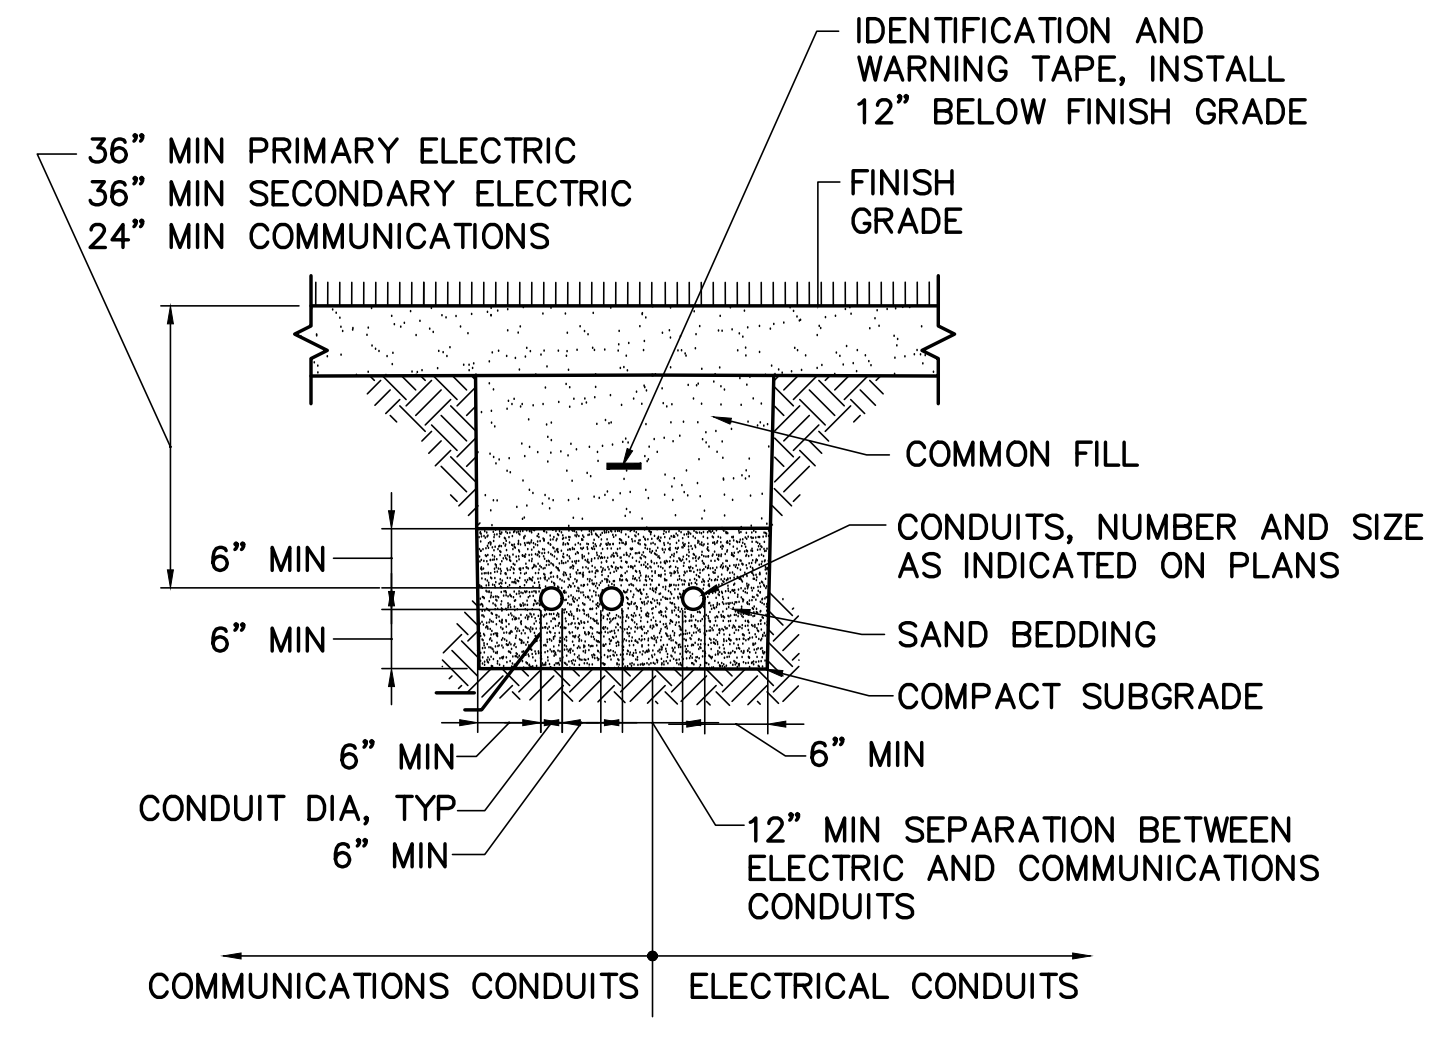 IDENTIFICATION AND
WARNING TAPE, INSTALL
12” BELOW FINISH GRADE
36” MIN PRIMARY ELECTRIC
36” MIN SECONDARY ELECTRIC
24” MIN COMMUNICATIONS
FINISH
GRADE
COMMON FILL
CONDUITS, NUMBER AND SIZE
AS INDICATED ON PLANS
6” MIN
6” MIN
SAND BEDDING
COMPACT SUBGRADE
6” MIN
6” MIN
CONDUIT DIA, TYP
6” MIN
12” MIN SEPARATION BETWEEN
ELECTRIC AND COMMUNICATIONS
CONDUITS
COMMUNICATIONS CONDUITS
ELECTRICAL CONDUITS